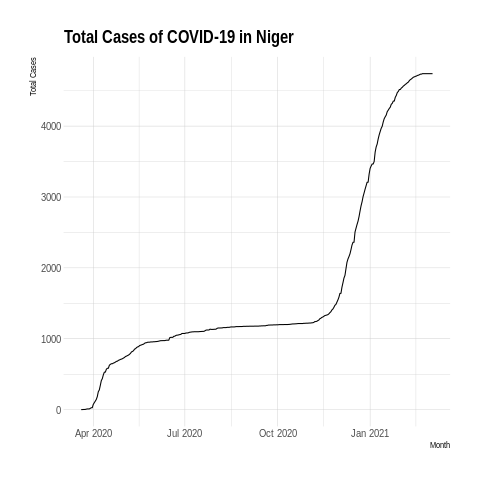 Total Cases of COVID-19 in Niger
Total Cases
4000
3000
2000
1000
0
Apr 2020 Jul 2020 Oct 2020 Jan 2021
Month